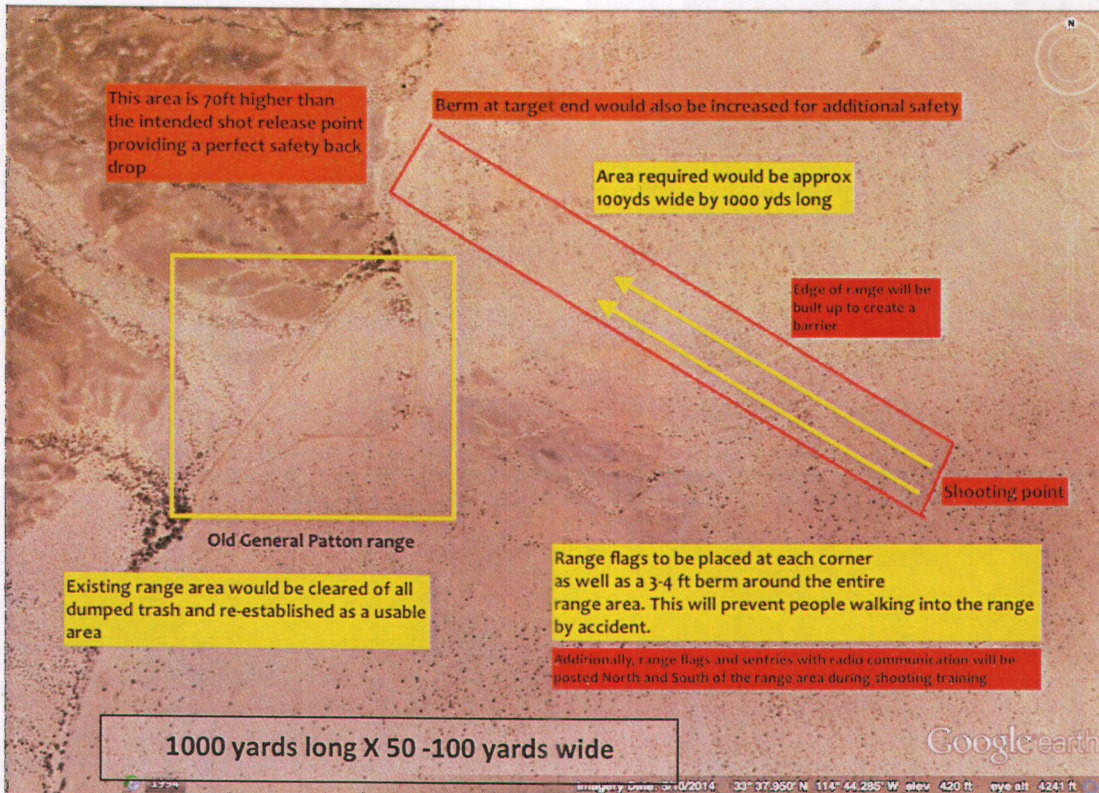 N
This area is 70ft higher than
the intended shot release point
providing a perfect safety back
drop
Berm at target end would also be increased for additional safety
Area required would be approx
100yds wide by 1000 yds long
Edge of range will be
built up to create a
barrier
Shooting point
Old General Patton range
Existing range area would be cleared of all
dumped trash and re-established as a usable
area
Range flags to be placed at each corner
as well as a 3-4 ft berm around the entire
range area. This will prevent people walking into the range
by accident.
Additionally, range flags and sentries with radio communication will be
posted North and South of the range area during shooting training
1000 yards long X 50 -100 yards wide
Google earth
1994 Imagery Date: 5/10/2014 33° 37.950' N 114° 44.285' W elev 420 ft eye alt 4241 ft